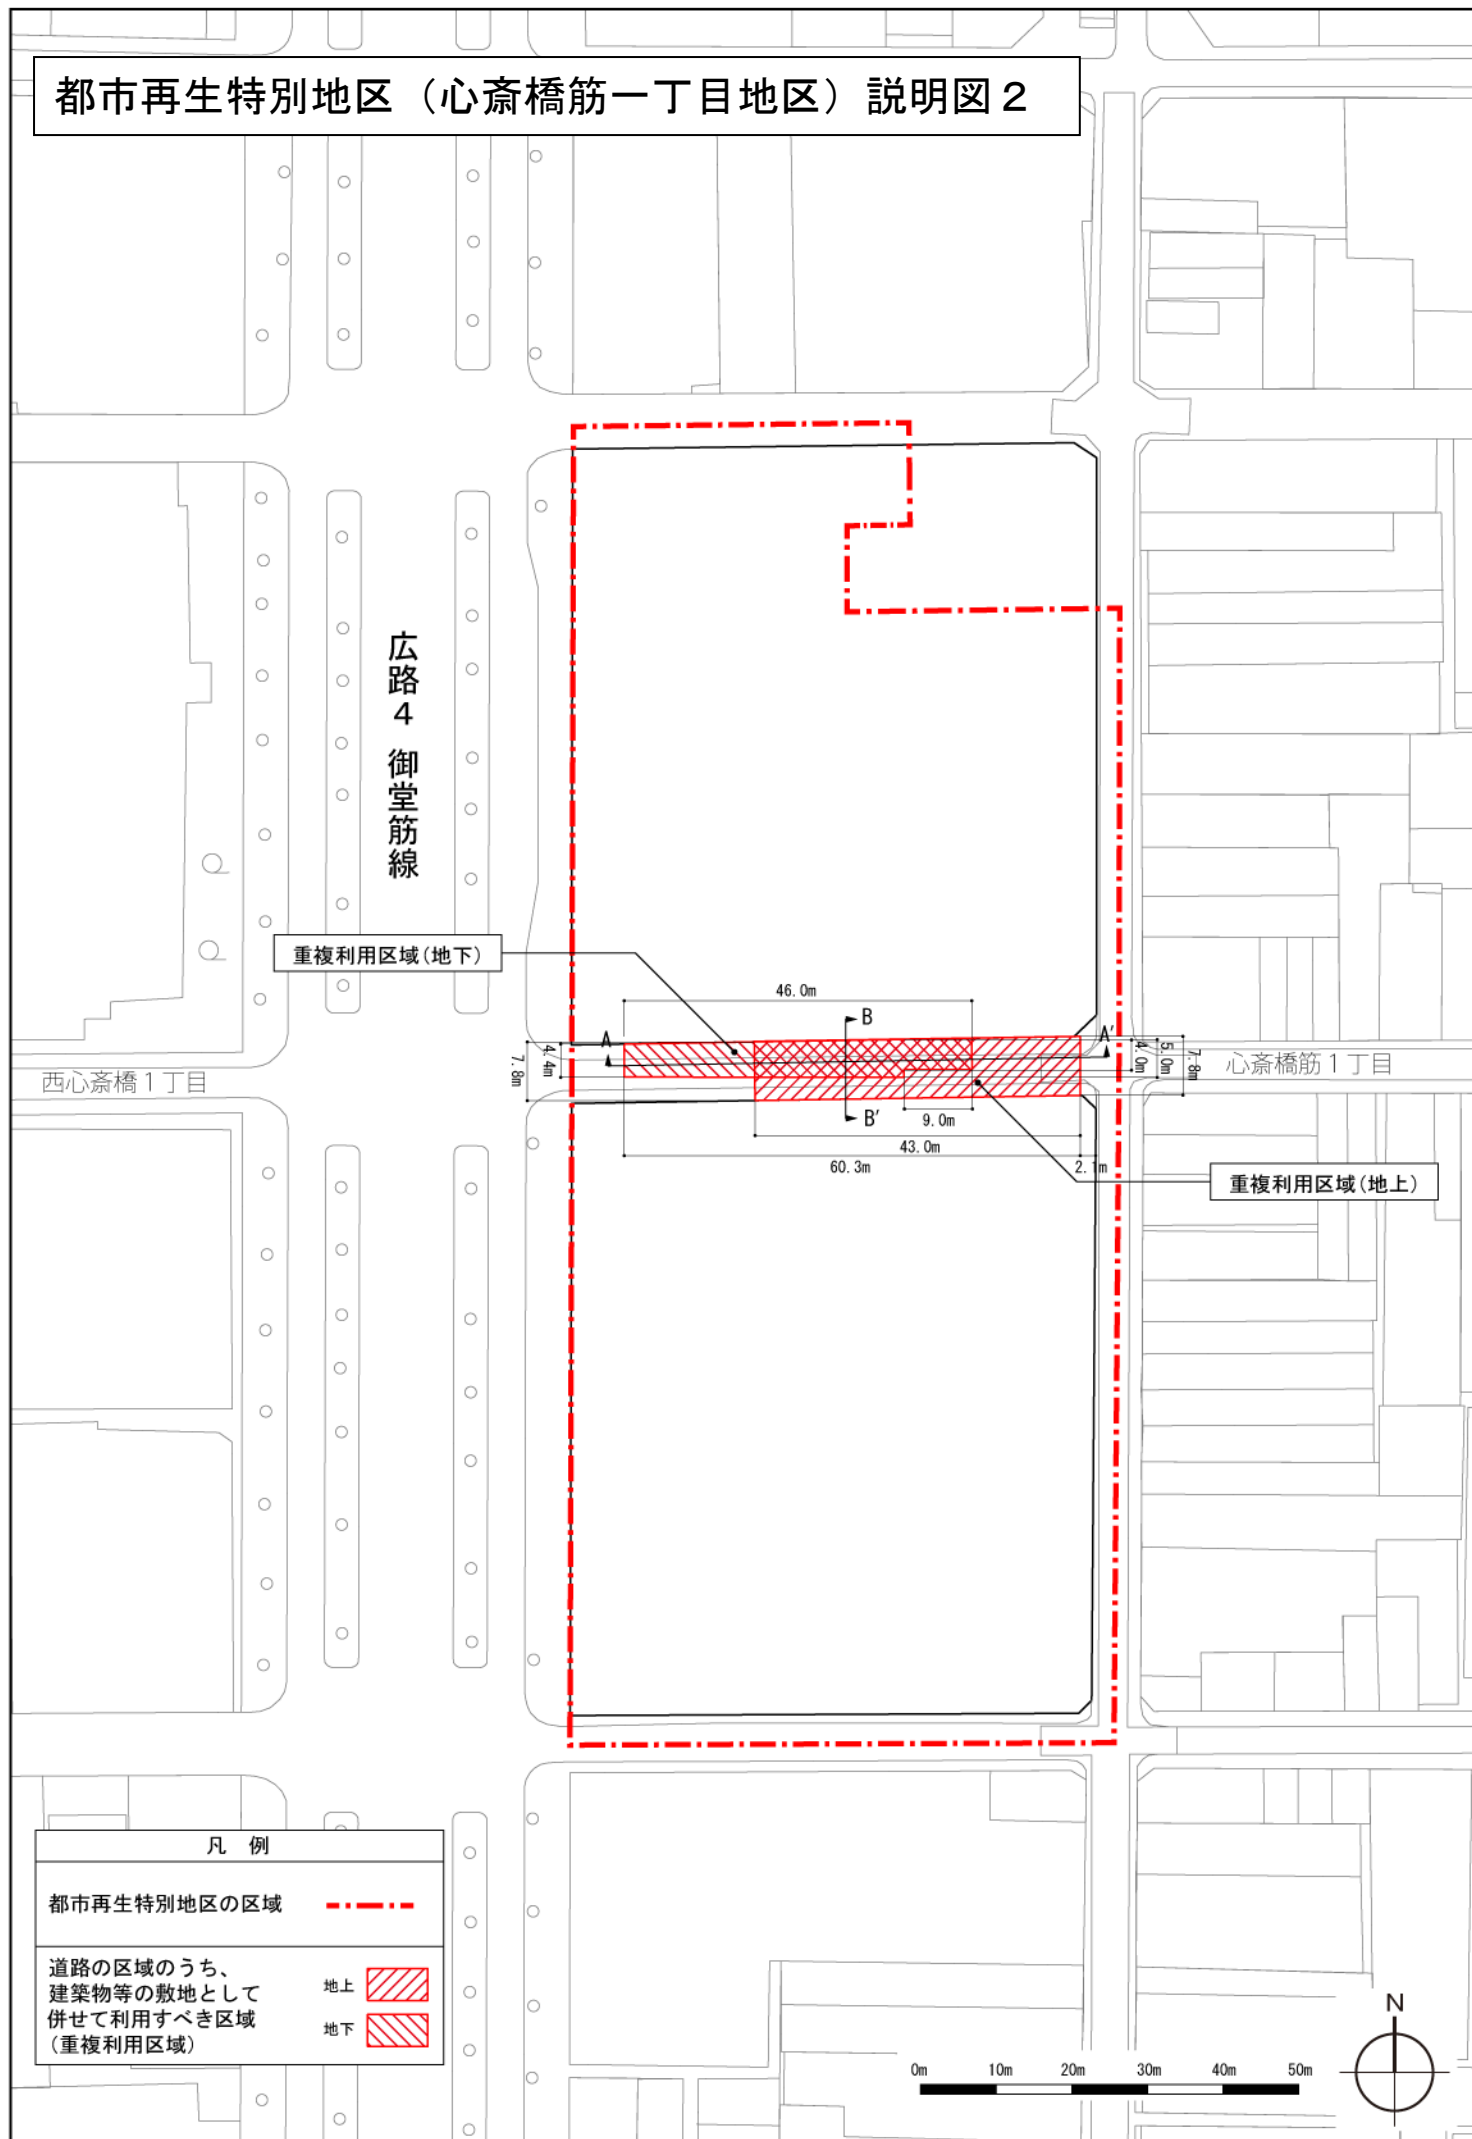 都市再生特別地区（心斎橋筋一丁目地区）説明図２
広路４ 御堂筋線
重複利用区域(地下)
46.0m
B
A
A'
4.4m
7.8m
4.0m
5.0m
7.8m
西心斎橋１丁目
心斎橋筋１丁目
B'
9.0m
43.0m
60.3m
2.1m
重複利用区域(地上)
凡 例
都市再生特別地区の区域
道路の区域のうち、
建築物等の敷地として
併せて利用すべき区域
（重複利用区域）
地上
地下
N
0m 10m 20m 30m 40m 50m